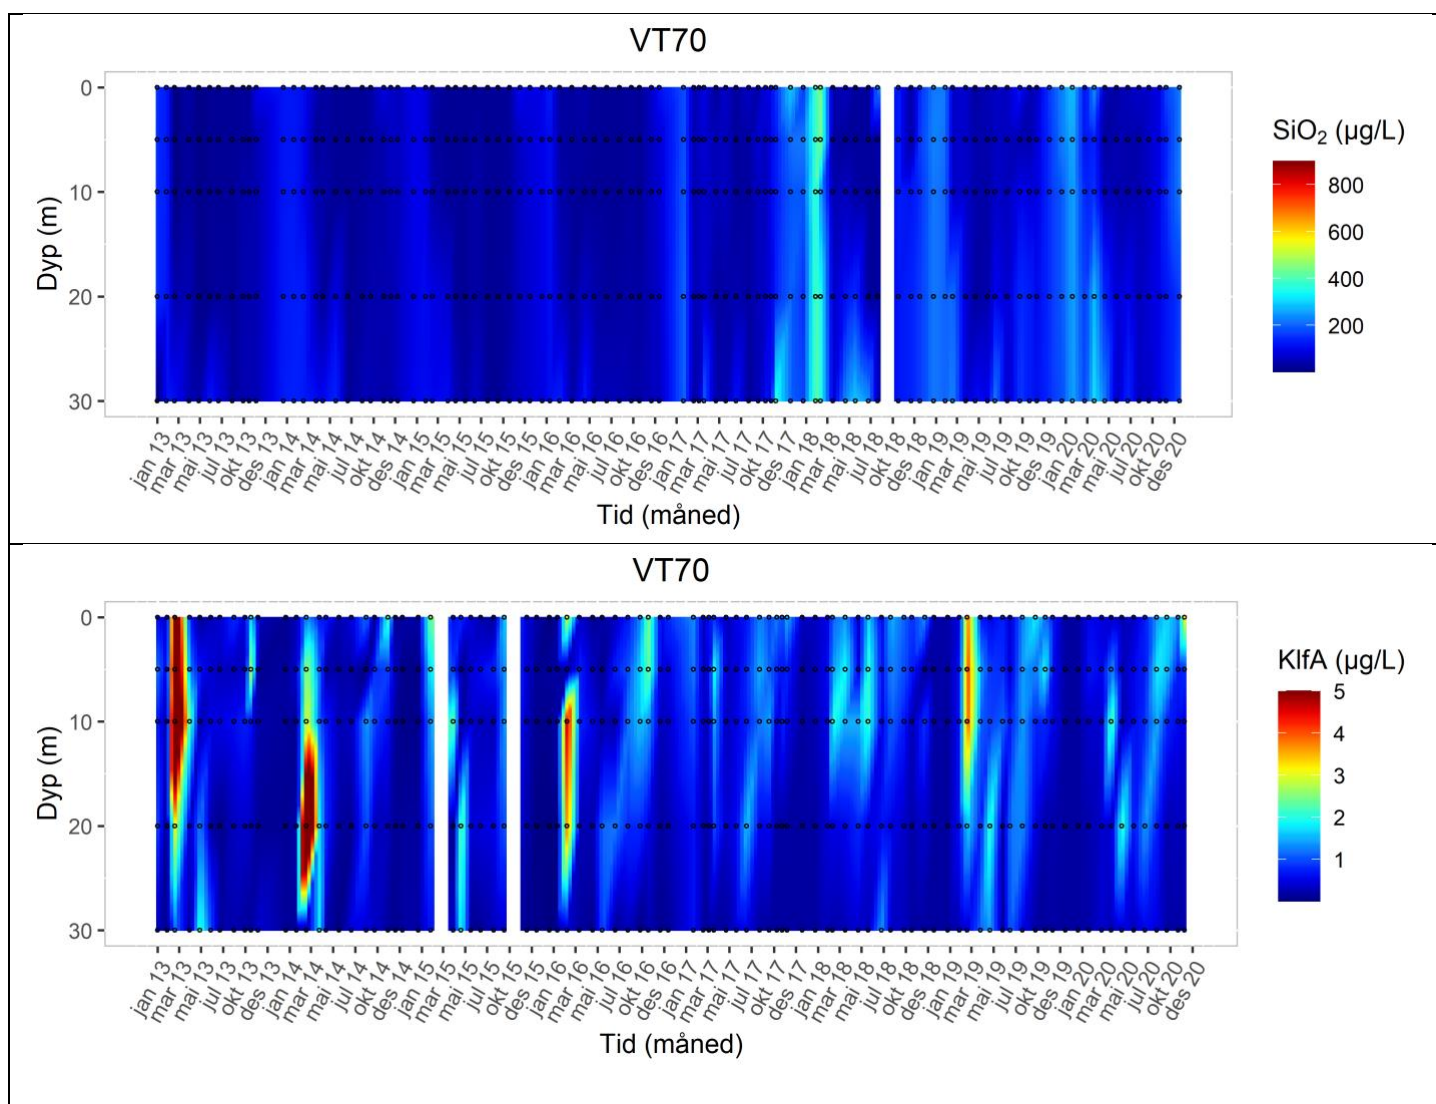 VT70
0
10
20
30
Dyp (m)
jan 13
mar 13
mai 13
jul 13
okt 13
des 13
jan 14
mar 14
mai 14
jul 14
okt 14
des 14
jan 15
mar 15
mai 15
jul 15
okt 15
des 15
jan 16
mar 16
mai 16
jul 16
okt 16
des 16
jan 17
mar 17
mai 17
jul 17
okt 17
des 17
jan 18
mar 18
mai 18
jul 18
okt 18
des 18
jan 19
mar 19
mai 19
jul 19
okt 19
des 19
jan 20
mar 20
mai 20
jul 20
okt 20
des 20
Tid (måned)
SiO₂ (µg/L)
800
600
400
200
VT70
0
10
20
30
Dyp (m)
jan 13
mar 13
mai 13
jul 13
okt 13
des 13
jan 14
mar 14
mai 14
jul 14
okt 14
des 14
jan 15
mar 15
mai 15
jul 15
okt 15
des 15
jan 16
mar 16
mai 16
jul 16
okt 16
des 16
jan 17
mar 17
mai 17
jul 17
okt 17
des 17
jan 18
mar 18
mai 18
jul 18
okt 18
des 18
jan 19
mar 19
mai 19
jul 19
okt 19
des 19
jan 20
mar 20
mai 20
jul 20
okt 20
des 20
Tid (måned)
KlfA (µg/L)
5
4
3
2
1